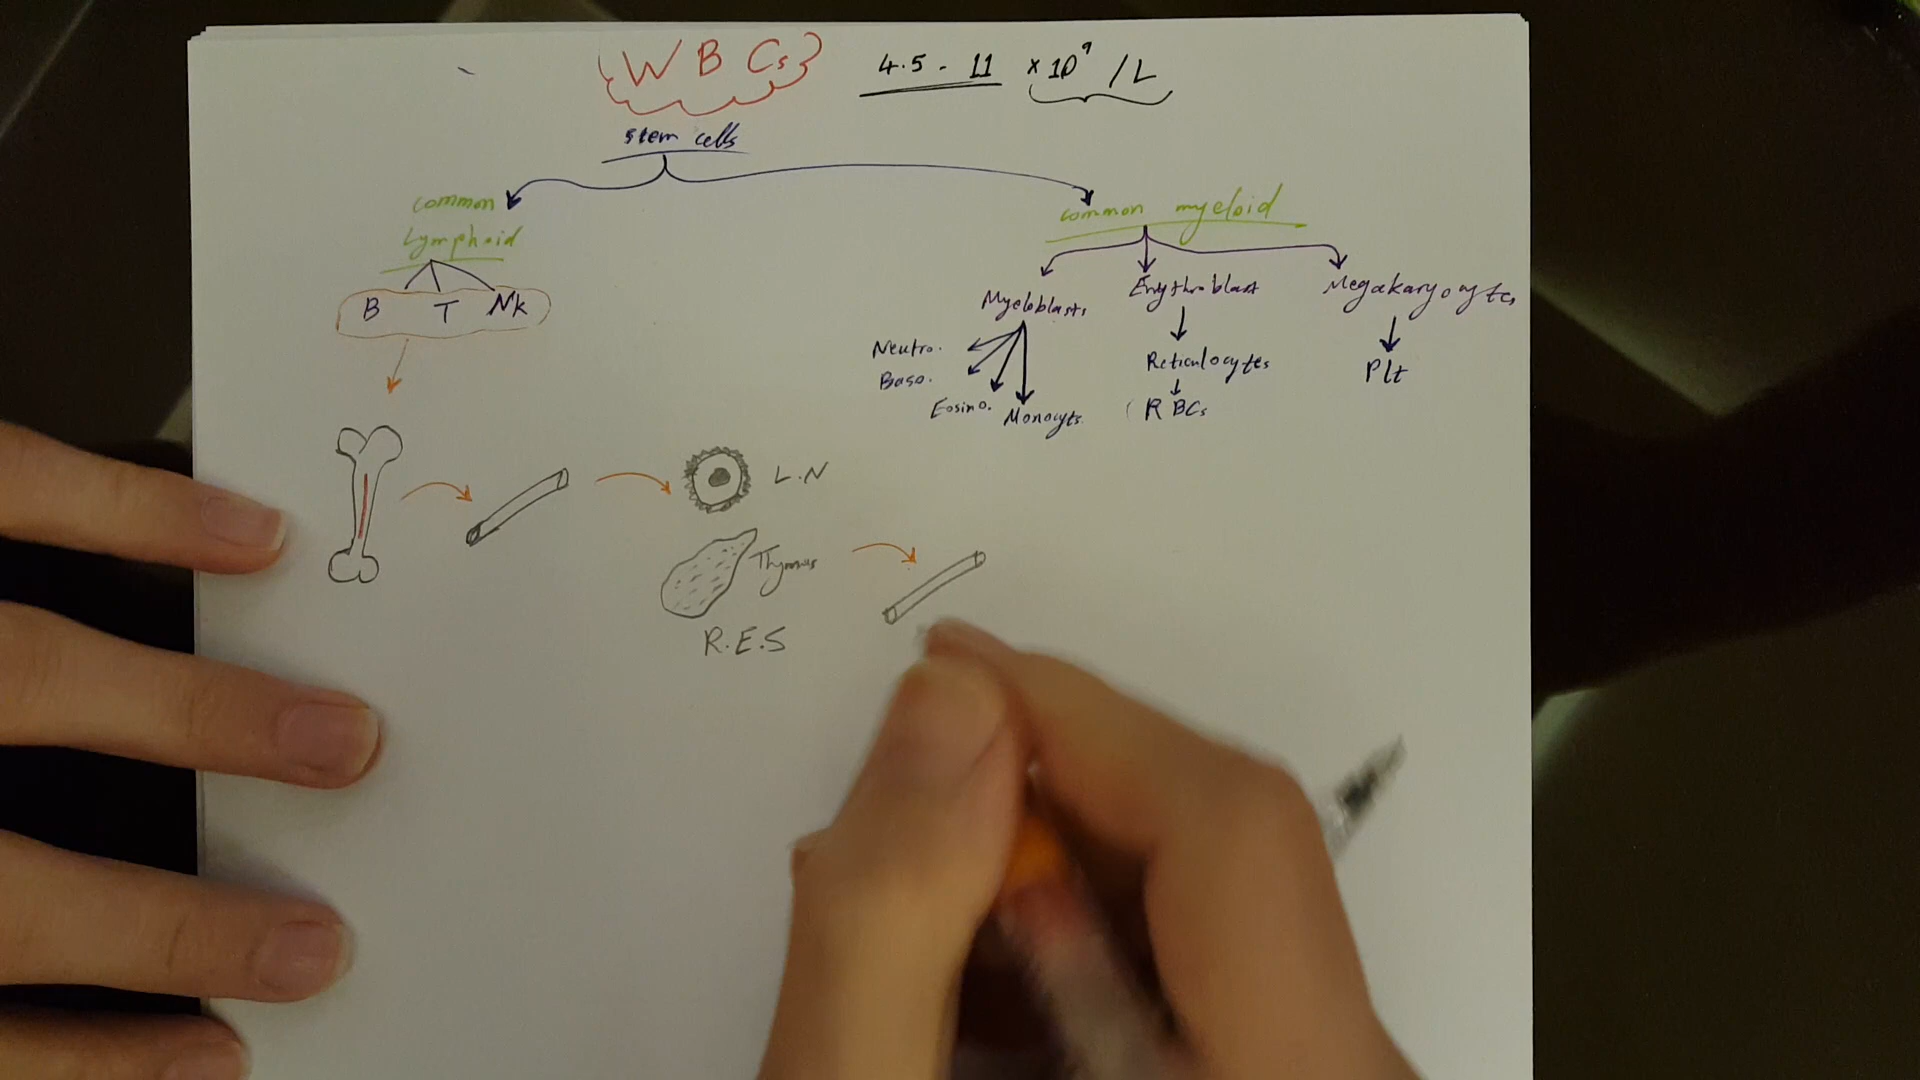 WBCs 4.5 - 11 x10⁹ /L
stem cells
common
Lymphoid
B T Nk
common myeloid
Myeloblasts
Erythroblast
Megakaryocytes
Neutro.
Baso.
Eosino.
Monocyts
Reticulocytes
RBCs
Plt
L.N
Thymus
R.E.S